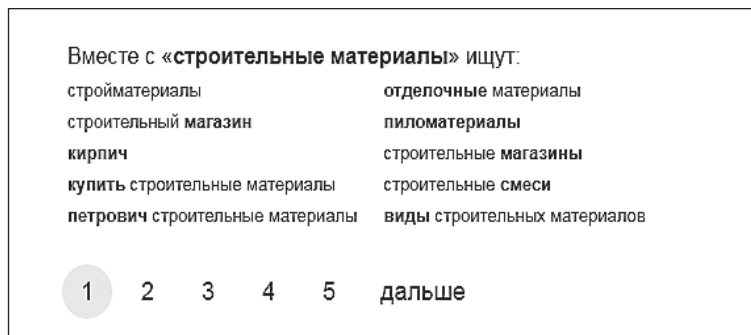 Вместе с «строительные материалы» ищут:
стройматериалы
строительный магазин
кирпич
купить строительные материалы
петрович строительные материалы
отделочные материалы
пиломатериалы
строительные магазины
строительные смеси
виды строительных материалов
1 2 3 4 5 дальше